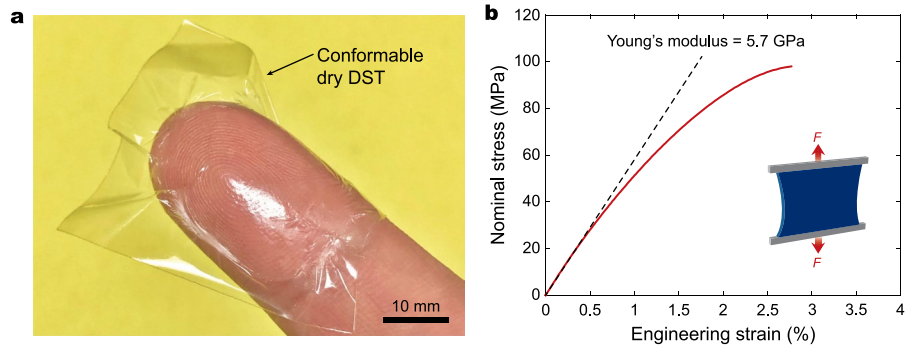 a
Conformable
dry DST
10 mm
b
Nominal stress (MPa)
120
100
80
60
40
20
0
Young's modulus = 5.7 GPa
F
F
0 0.5 1 1.5 2 2.5 3 3.5 4
Engineering strain (%)